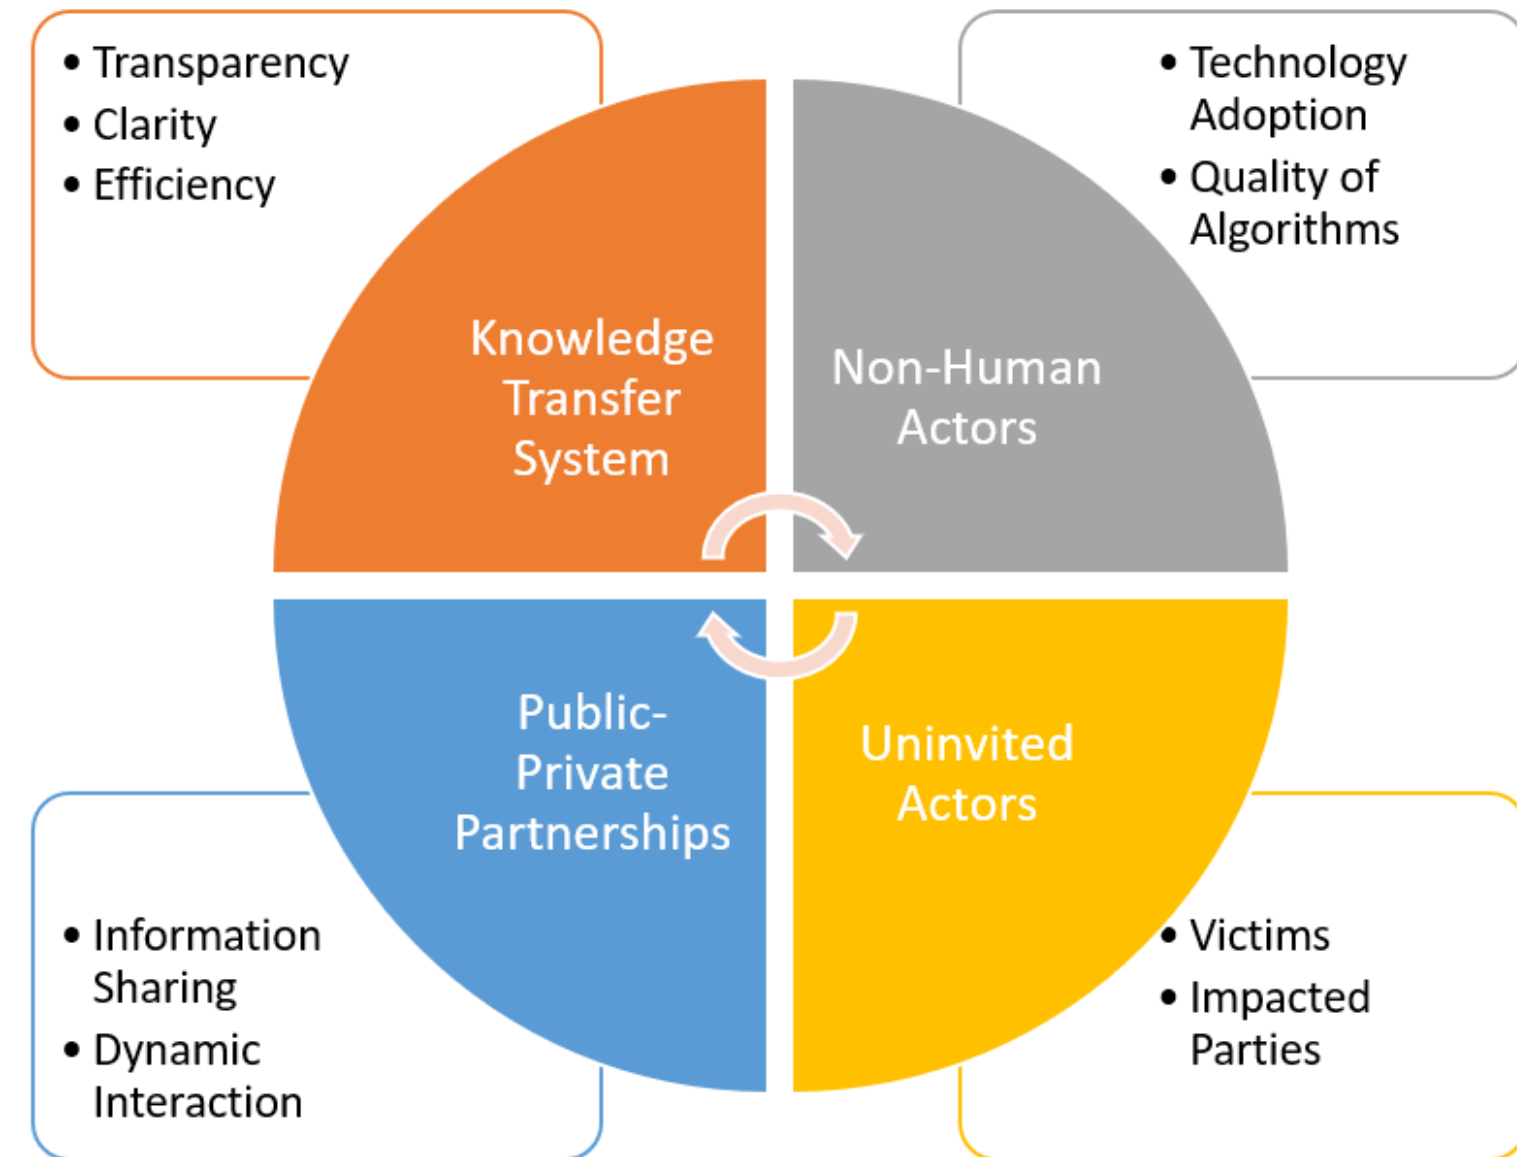 • Transparency
• Clarity
• Efficiency
• Technology
Adoption
• Quality of
Algorithms
Knowledge
Transfer
System
Non-Human
Actors
Public-
Private
Partnerships
Uninvited
Actors
• Information
Sharing
• Dynamic
Interaction
• Victims
• Impacted
Parties